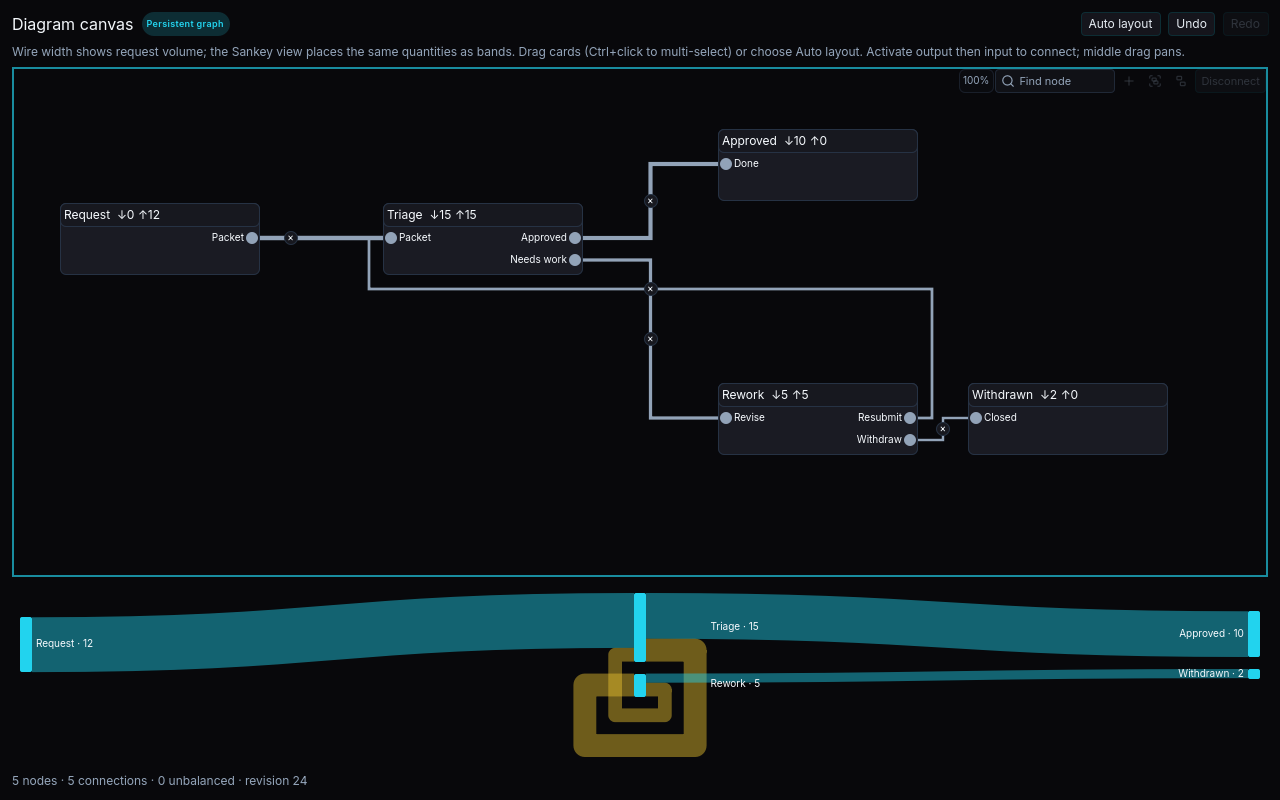 Diagram canvas
Persistent graph
Auto layout
Undo
Redo
Wire width shows request volume; the Sankey view places the same quantities as bands. Drag cards (Ctrl+click to multi-select) or choose Auto layout. Activate output then input to connect; middle drag pans.
100%
Find node
Disconnect
Approved ↓10 ↑0
Done
Request ↓0 ↑12
Packet
Triage ↓15 ↑15
Packet
Approved
Needs work
Rework ↓5 ↑5
Revise
Resubmit
Withdraw
Withdrawn ↓2 ↑0
Closed
Request · 12
Triage · 15
Approved · 10
Rework · 5
Withdrawn · 2
5 nodes · 5 connections · 0 unbalanced · revision 24